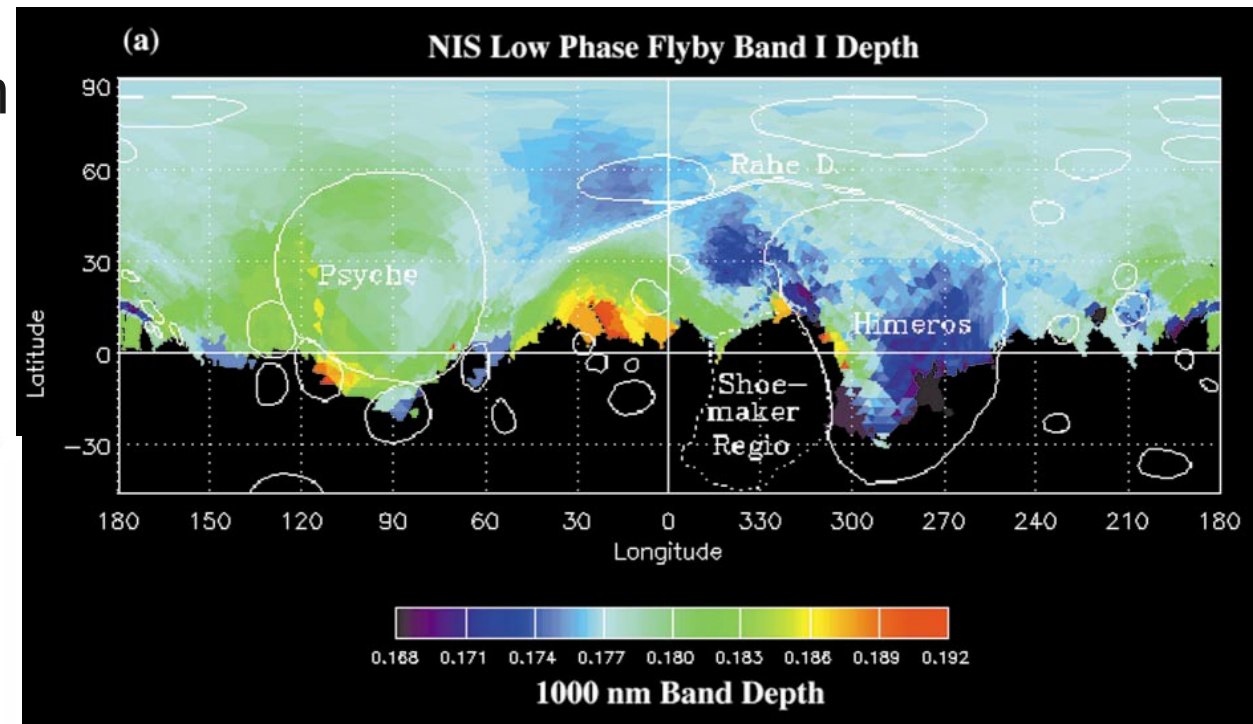 (a)
NIS Low Phase Flyby Band I Depth
90
60
30
0
−30
Latitude
Rahe D.
Psyche
Himeros
Shoe-
maker
Regio
180 150 120 90 60 30 0 330 300 270 240 210 180
Longitude
0.168 0.171 0.174 0.177 0.180 0.183 0.186 0.189 0.192
1000 nm Band Depth